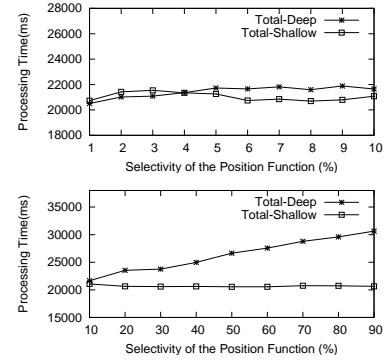 28000
26000
24000
22000
20000
18000
Processing Time(ms)
Total-Deep
Total-Shallow
1 2 3 4 5 6 7 8 9 10
Selectivity of the Position Function (%)
35000
30000
25000
20000
15000
Processing Time(ms)
Total-Deep
Total-Shallow
10 20 30 40 50 60 70 80 90
Selectivity of the Position Function (%)